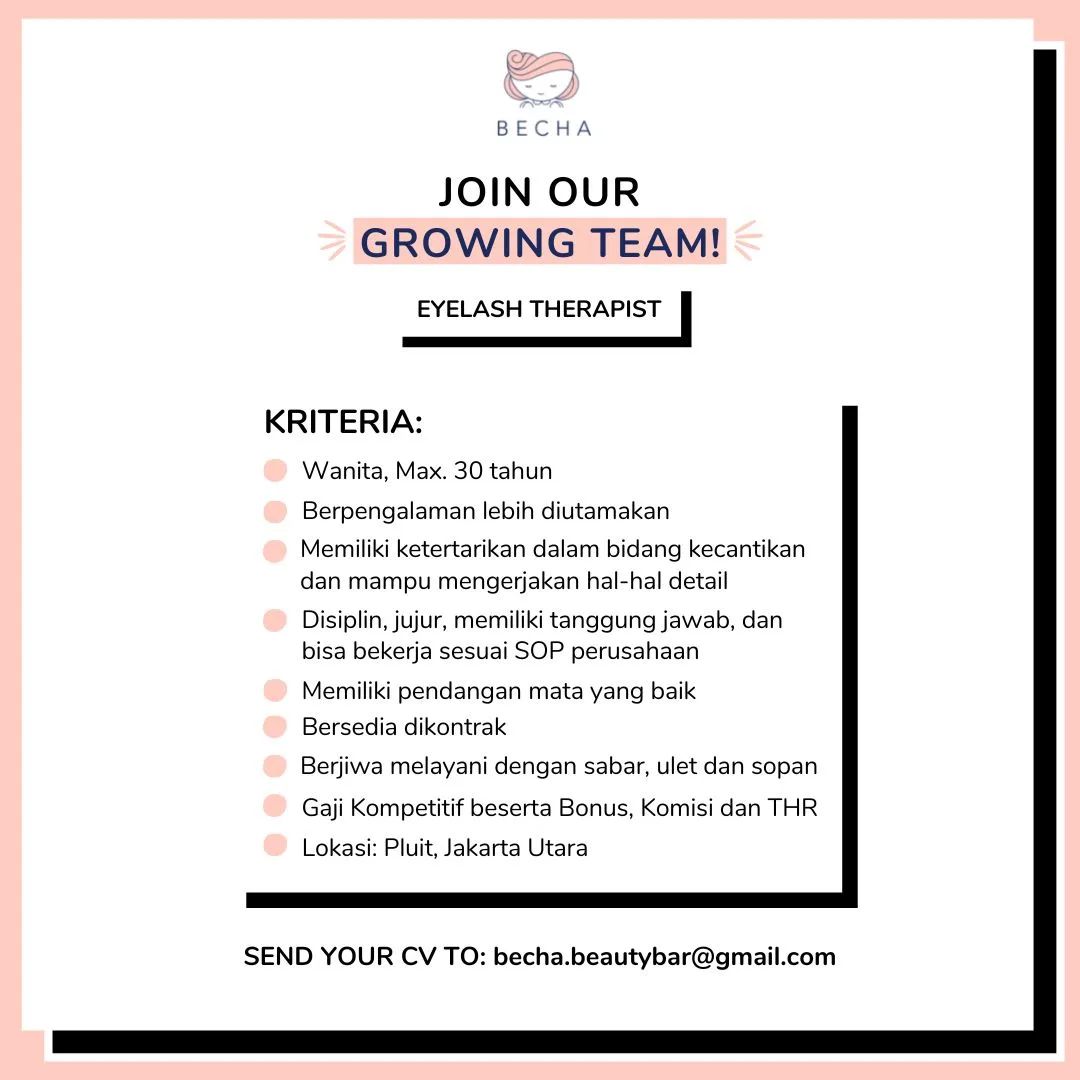 BECHA
JOIN OUR
GROWING TEAM!
EYELASH THERAPIST
KRITERIA:
Wanita, Max. 30 tahun
Berpengalaman lebih diutamakan
Memiliki ketertarikan dalam bidang kecantikan
dan mampu mengerjakan hal-hal detail
Disiplin, jujur, memiliki tanggung jawab, dan
bisa bekerja sesuai SOP perusahaan
Memiliki pendangan mata yang baik
Bersedia dikontrak
Berjiwa melayani dengan sabar, ulet dan sopan
Gaji Kompetitif beserta Bonus, Komisi dan THR
Lokasi: Pluit, Jakarta Utara
SEND YOUR CV TO: becha.beautybar@gmail.com